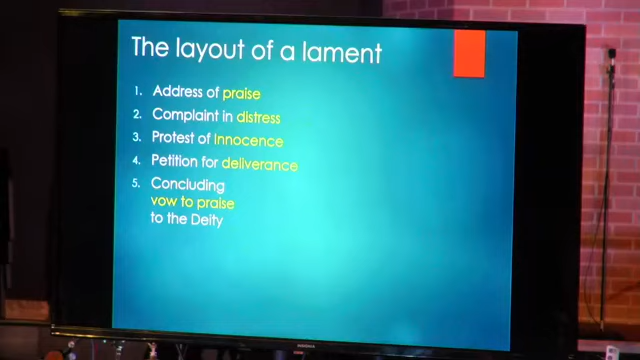 The layout of a lament
1. Address of praise
2. Complaint in distress
3. Protest of Innocence
4. Petition for deliverance
5. Concluding
vow to praise
to the Deity
INSIGNIA